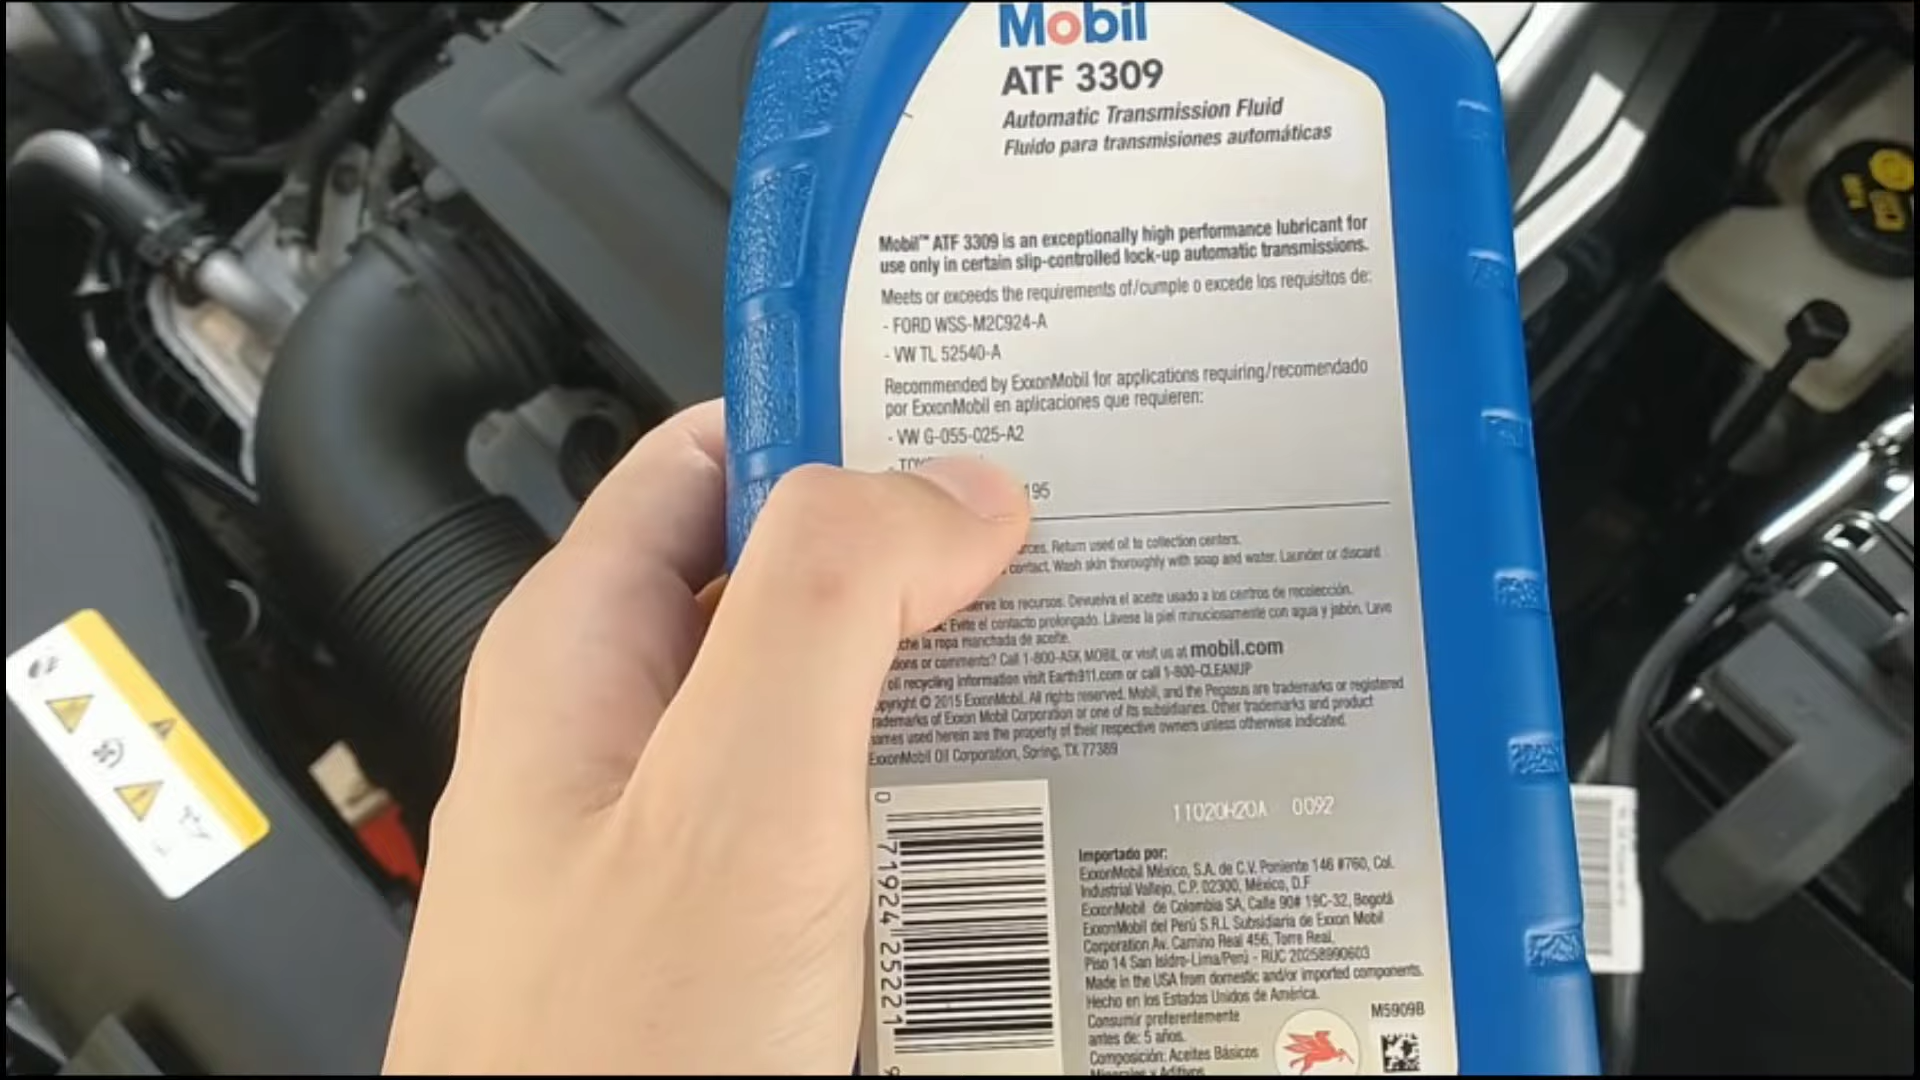 Mobil
ATF 3309
Automatic Transmission Fluid
Fluido para transmisiones automáticas
Mobil™ ATF 3309 is an exceptionally high performance lubricant for
use only in certain slip-controlled lock-up automatic transmissions.
Meets or exceeds the requirements of/cumple o excede los requisitos de:
- FORD WSS-M2C924-A
- VW TL 52540-A
Recommended by ExxonMobil for applications requiring/recomendado
por ExxonMobil en aplicaciones que requieren:
- VW G-055-025-A2
195
Return used oil to collection centers.
contact. Wash skin thoroughly with soap and water. Launder or discard
los recursos. Devuelva el aceite usado a los centros de recolección.
Evite el contacto prolongado. Lávese la piel minuciosamente con agua y jabón. Lave
la ropa manchada de aceite.
or comments? Call 1-800-ASK MOBIL or visit us at mobil.com
oil recycling information visit Earth911.com or call 1-800-CLEANUP
© 2015 ExxonMobil. All rights reserved. Mobil, and the Pegasus are trademarks or registered
of Exxon Mobil Corporation or one of its subsidiaries. Other trademarks and product
used herein are the property of their respective owners unless otherwise indicated.
ExxonMobil Oil Corporation, Spring, TX 77389
11020H20A 0092
0 71924 25221 9
Importado por:
ExxonMobil México, S.A. de C.V. Poniente 146 #760, Col.
Industrial Vallejo, C.P. 02300, México, D.F
ExxonMobil de Colombia SA, Calle 90# 19C-32, Bogotá
ExxonMobil del Perú S.R.L Subsidiaria de Exxon Mobil
Corporation Av. Camino Real 456, Torre Real,
Piso 14 San Isidro-Lima/Perú - RUC 20258990603
Made in the USA from domestic and/or imported components.
Hecho en los Estados Unidos de América.
Consumir preferentemente
antes de: 5 años.
Composición: Aceites Básicos
Minerales y Aditivos
M5909B